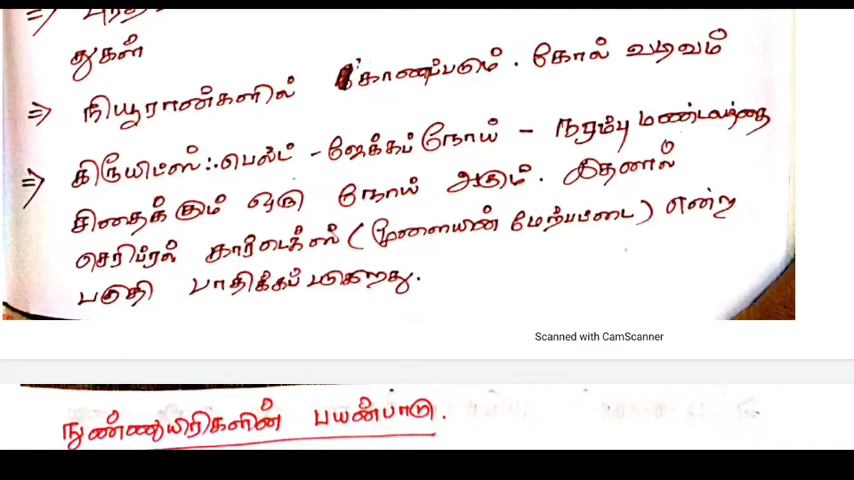 துகள்
⇒ நியூரான்களில் காணப்படும். கோல் வடிவம்
⇒ கிருயிட்ஸ்ஃபெல்ட் - ஜேக்கப் நோய் - நரம்பு மண்டலத்தை
சிதைக்கும் ஒரு நோய் ஆகும். இதனால்
செரிப்ரல் கார்டைக்ஸ் (மூளையின் மேற்பட்டை) என்ற
பகுதி பாதிக்கப்படுகிறது.
Scanned with CamScanner
நுண்ணுயிரிகளின் பயன்பாடு.